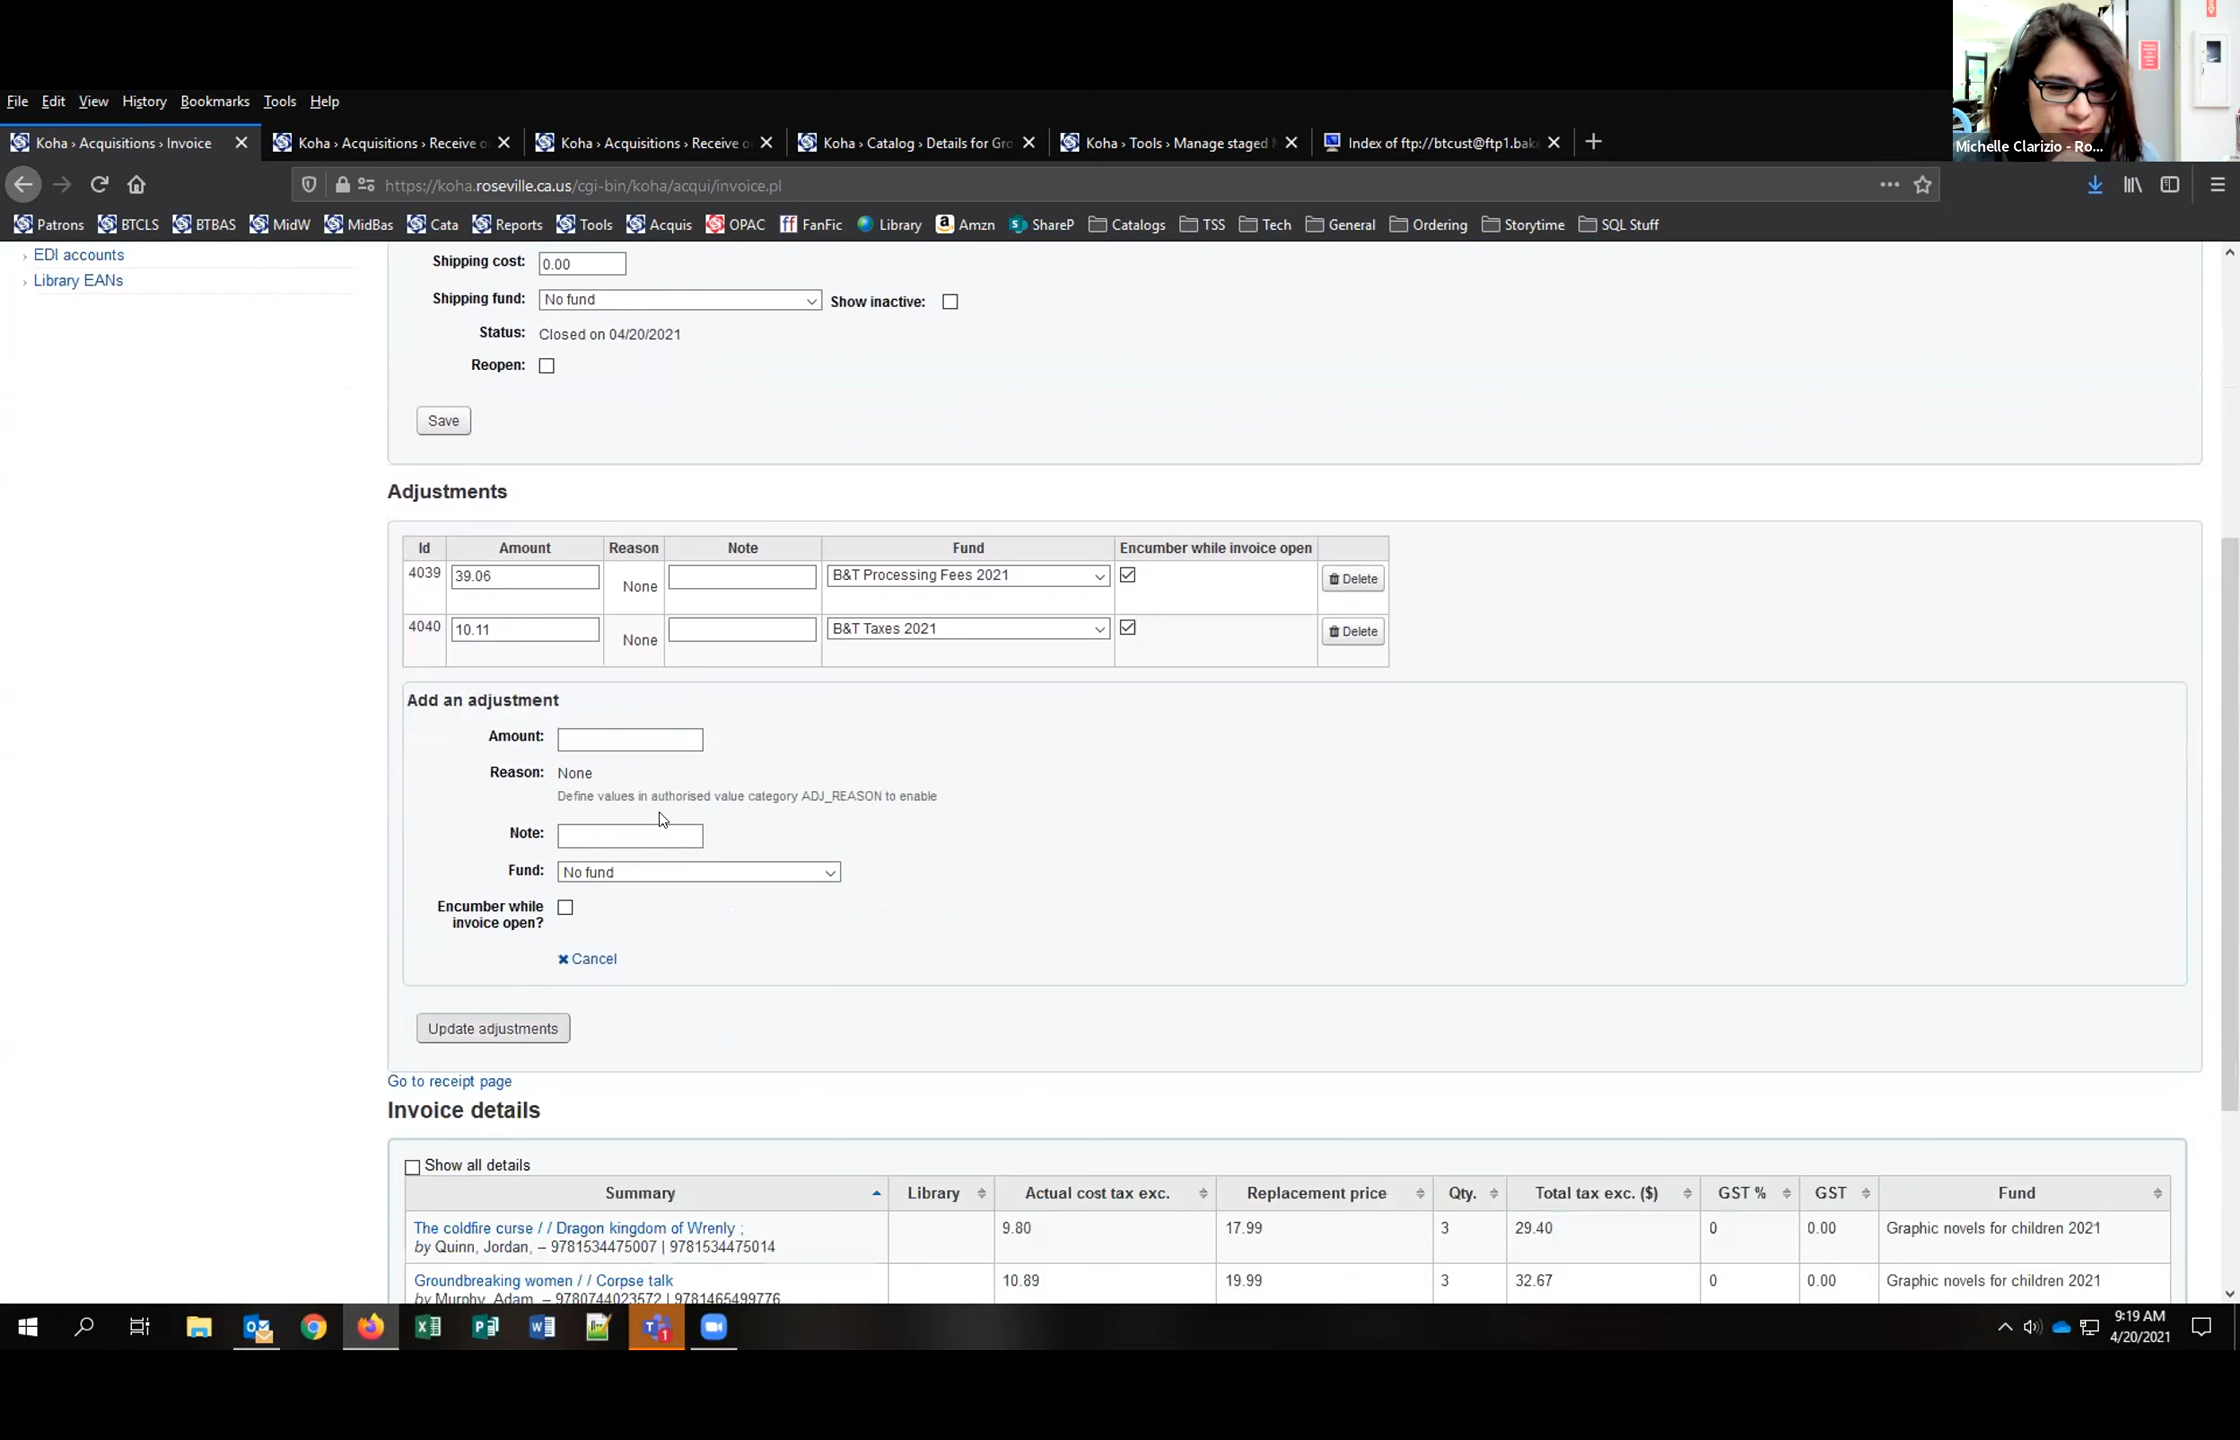 File Edit View History Bookmarks Tools Help
Michelle Clarizio - Ro...
Koha › Acquisitions › Invoice
Koha › Acquisitions › Receive o
Koha › Acquisitions › Receive o
Koha › Catalog › Details for Gro
Koha › Tools › Manage staged
Index of ftp://btcust@ftp1.bak
https://koha.roseville.ca.us/cgi-bin/koha/acqui/invoice.pl
Patrons BTCLS BTBAS MidW MidBas Cata Reports Tools Acquis OPAC FanFic Library Amzn ShareP Catalogs TSS Tech General Ordering Storytime SQL Stuff
EDI accounts
Library EANs
Shipping cost: 0.00
Shipping fund: No fund Show inactive:
Status: Closed on 04/20/2021
Reopen:
Save
Adjustments
Id Amount Reason Note Fund Encumber while invoice open
4039 39.06 None B&T Processing Fees 2021 Delete
4040 10.11 None B&T Taxes 2021 Delete
Add an adjustment
Amount:
Reason: None
Define values in authorised value category ADJ_REASON to enable
Note:
Fund: No fund
Encumber while
invoice open?
Cancel
Update adjustments
Go to receipt page
Invoice details
Show all details
Summary Library Actual cost tax exc. Replacement price Qty. Total tax exc. ($) GST % GST Fund
The coldfire curse / / Dragon kingdom of Wrenly ; 9.80 17.99 3 29.40 0 0.00 Graphic novels for children 2021
by Quinn, Jordan, – 9781534475007 | 9781534475014
Groundbreaking women / / Corpse talk 10.89 19.99 3 32.67 0 0.00 Graphic novels for children 2021
by Murphy, Adam, – 9780744023572 | 9781465499776
9:19 AM
4/20/2021